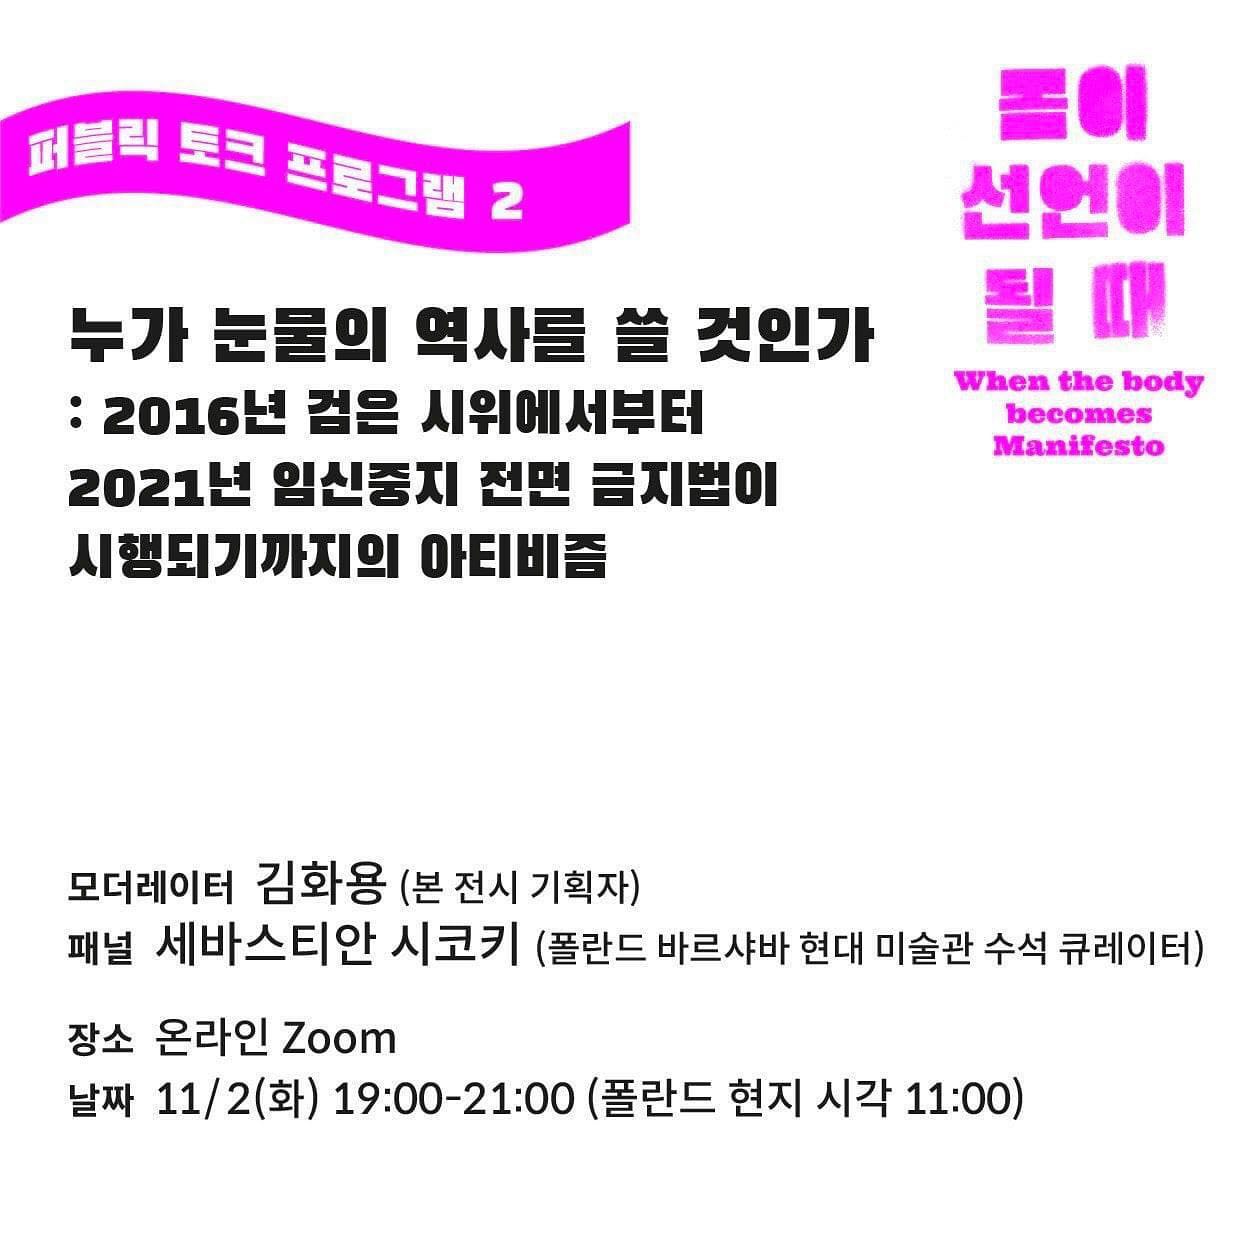 퍼블릭 토크 프로그램 2
몸이
선언이
될 때
When the body
becomes
Manifesto
누가 눈물의 역사를 쓸 것인가
: 2016년 검은 시위에서부터
2021년 임신중지 전면 금지법이
시행되기까지의 아티비즘
모더레이터 김화용 (본 전시 기획자)
패널 세바스티안 시코키 (폴란드 바르샤바 현대 미술관 수석 큐레이터)
장소 온라인 Zoom
날짜 11/2(화) 19:00-21:00 (폴란드 현지 시각 11:00)